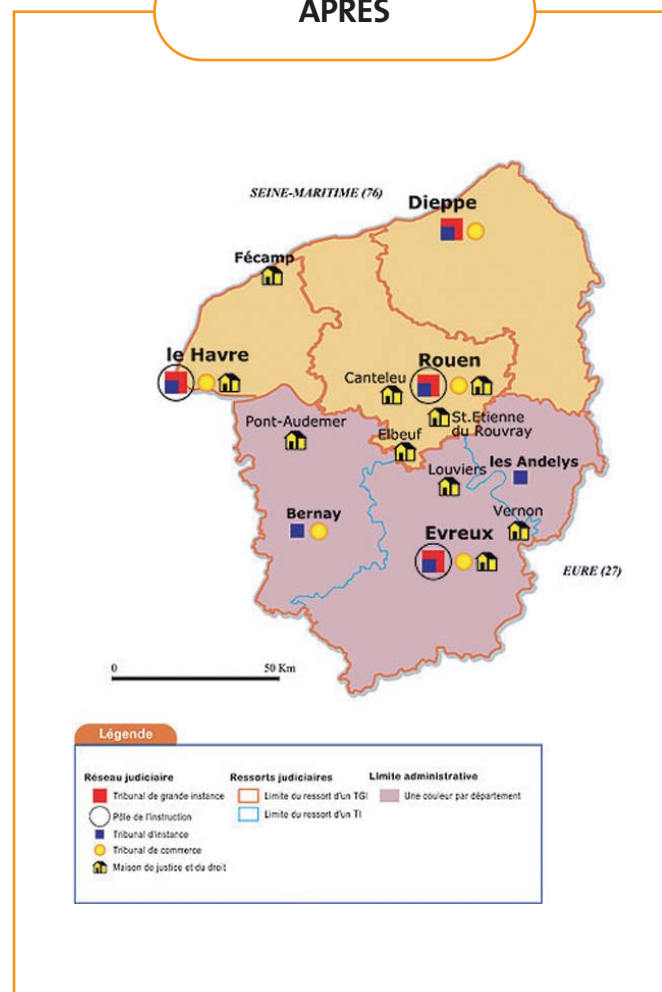 APRÈS
SEINE-MARITIME (76)
Dieppe
Fécamp
le Havre
Rouen
Canteleu
St.Etienne
du Rouvray
Pont-Audemer
Elbeuf
les Andelys
Louviers
Bernay
Vernon
Evreux
EURE (27)
0 50 Km
Légende
Réseau judiciaire
Tribunal de grande instance
Pôle de l'instruction
Tribunal d'instance
Tribunal de commerce
Maison de justice et du droit
Ressorts judiciaires
Limite du ressort d'un TGI
Limite du ressort d'un TI
Limite administrative
Une couleur par département